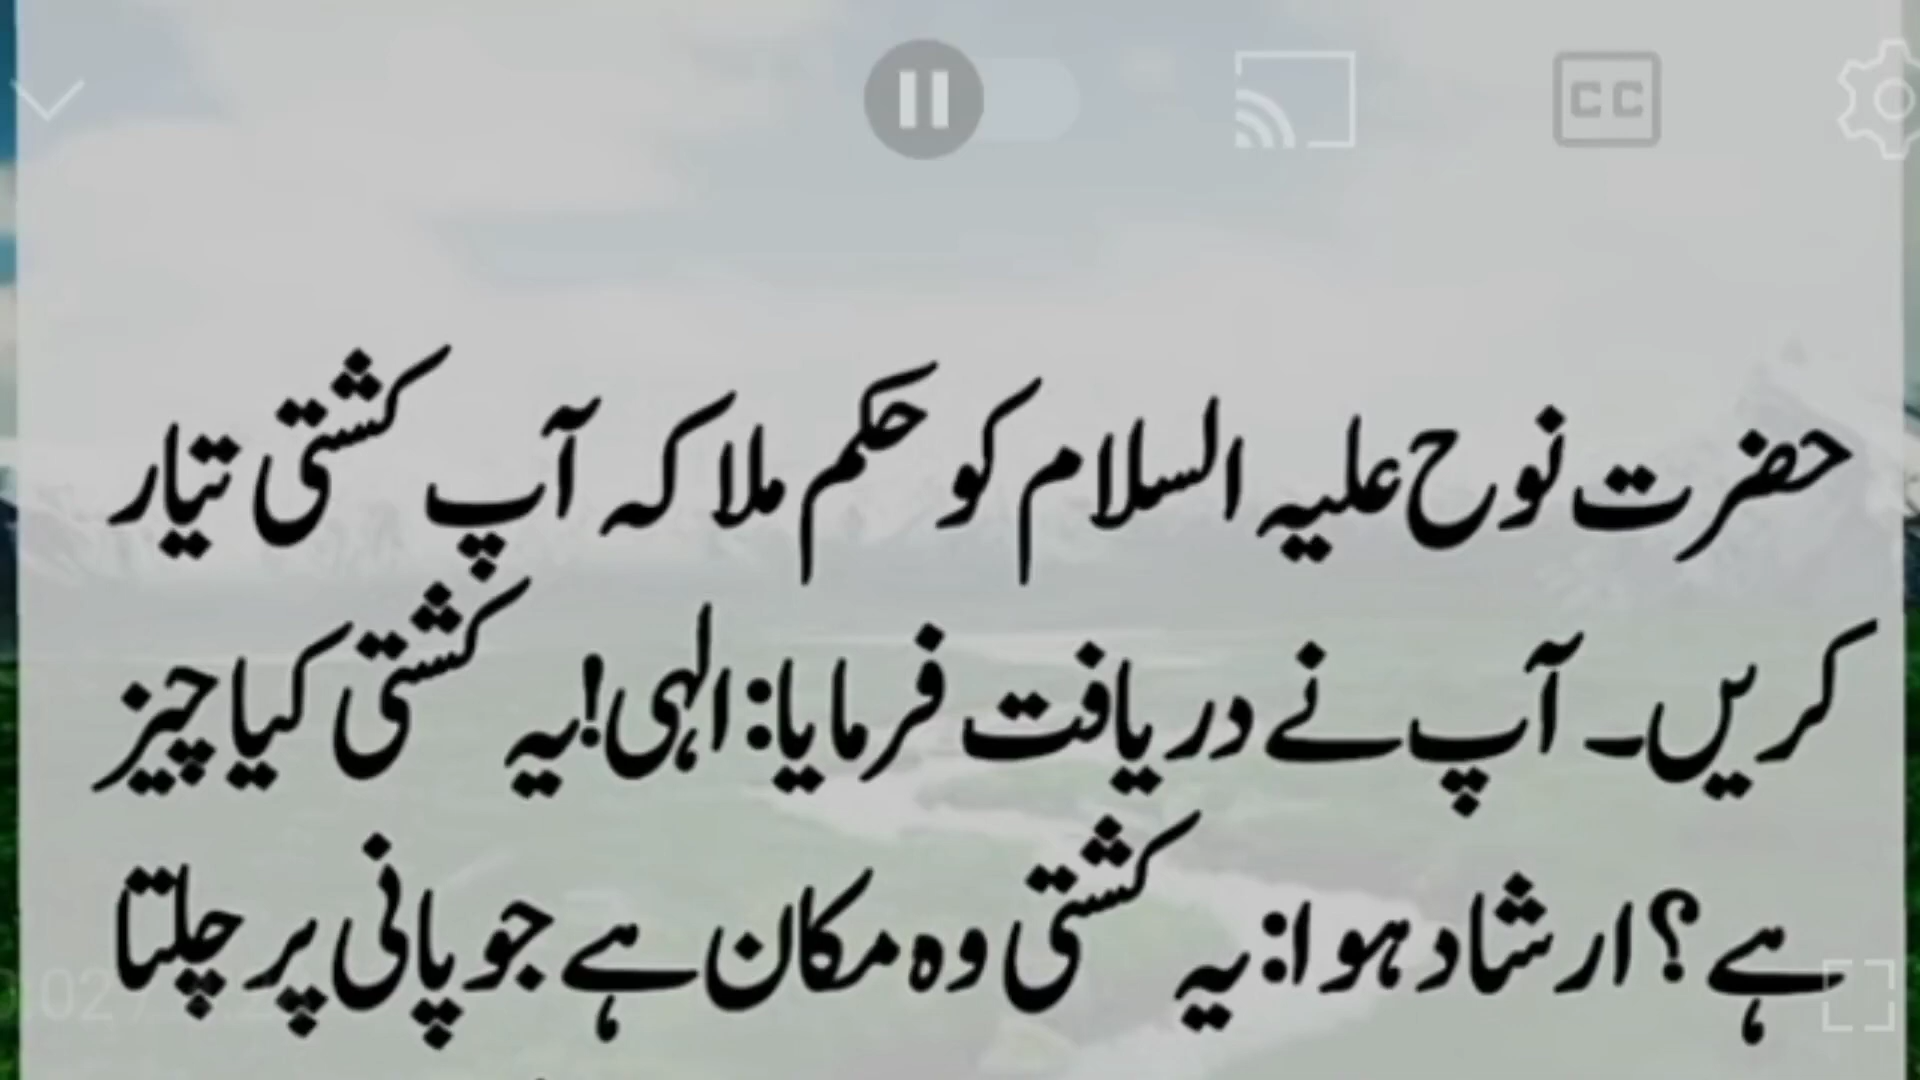 CC
حضرت نوح علیہ السلام کو حکم ملا کہ آپ کشتی تیار
کریں۔ آپ نے دریافت فرمایا: الٰہی! یہ کشتی کیا چیز
ہے؟ ارشاد ہوا: یہ کشتی وہ مکان ہے جو پانی پر چلتا